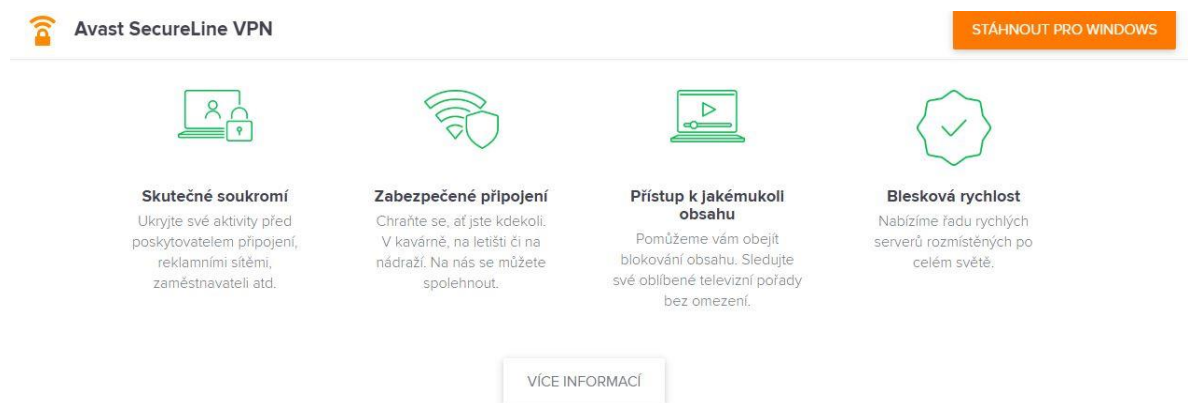 Avast SecureLine VPN
STÁHNOUT PRO WINDOWS
Skutečné soukromí
Ukryjte své aktivity před
poskytovatelem připojení,
reklamními sítěmi,
zaměstnavateli atd.
Zabezpečené připojení
Chraňte se, ať jste kdekoli.
V kavárně, na letišti či na
nádraží. Na nás se můžete
spolehnout.
Přístup k jakémukoli
obsahu
Pomůžeme vám obejít
blokování obsahu. Sledujte
své oblíbené televizní pořady
bez omezení.
Blesková rychlost
Nabízíme řadu rychlých
serverů rozmístěných po
celém světě.
VÍCE INFORMACÍ